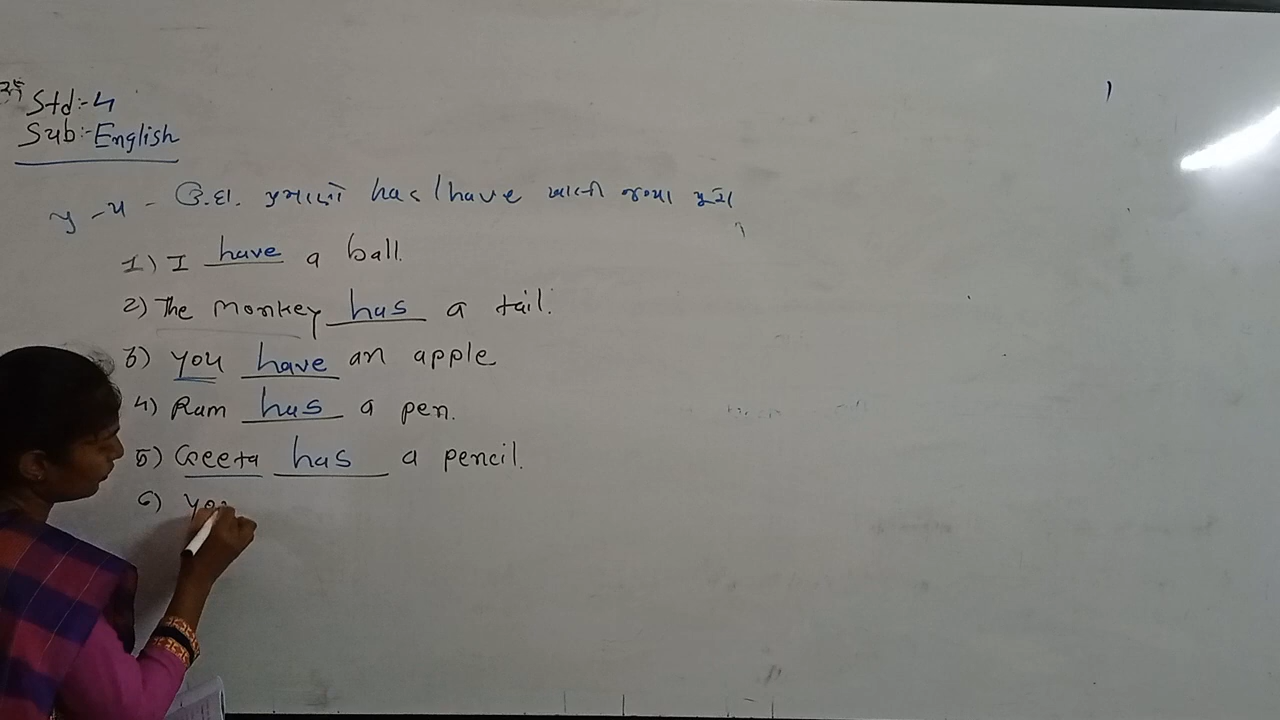 Std:-4
Sub:-English
ઉ.દા. પ્રમાણે has/have ખાલી જગ્યા પૂરો
1) I have a ball.
2) The monkey has a tail.
3) you have an apple
4) Ram has a pen.
5) Geeta has a pencil.
6) You